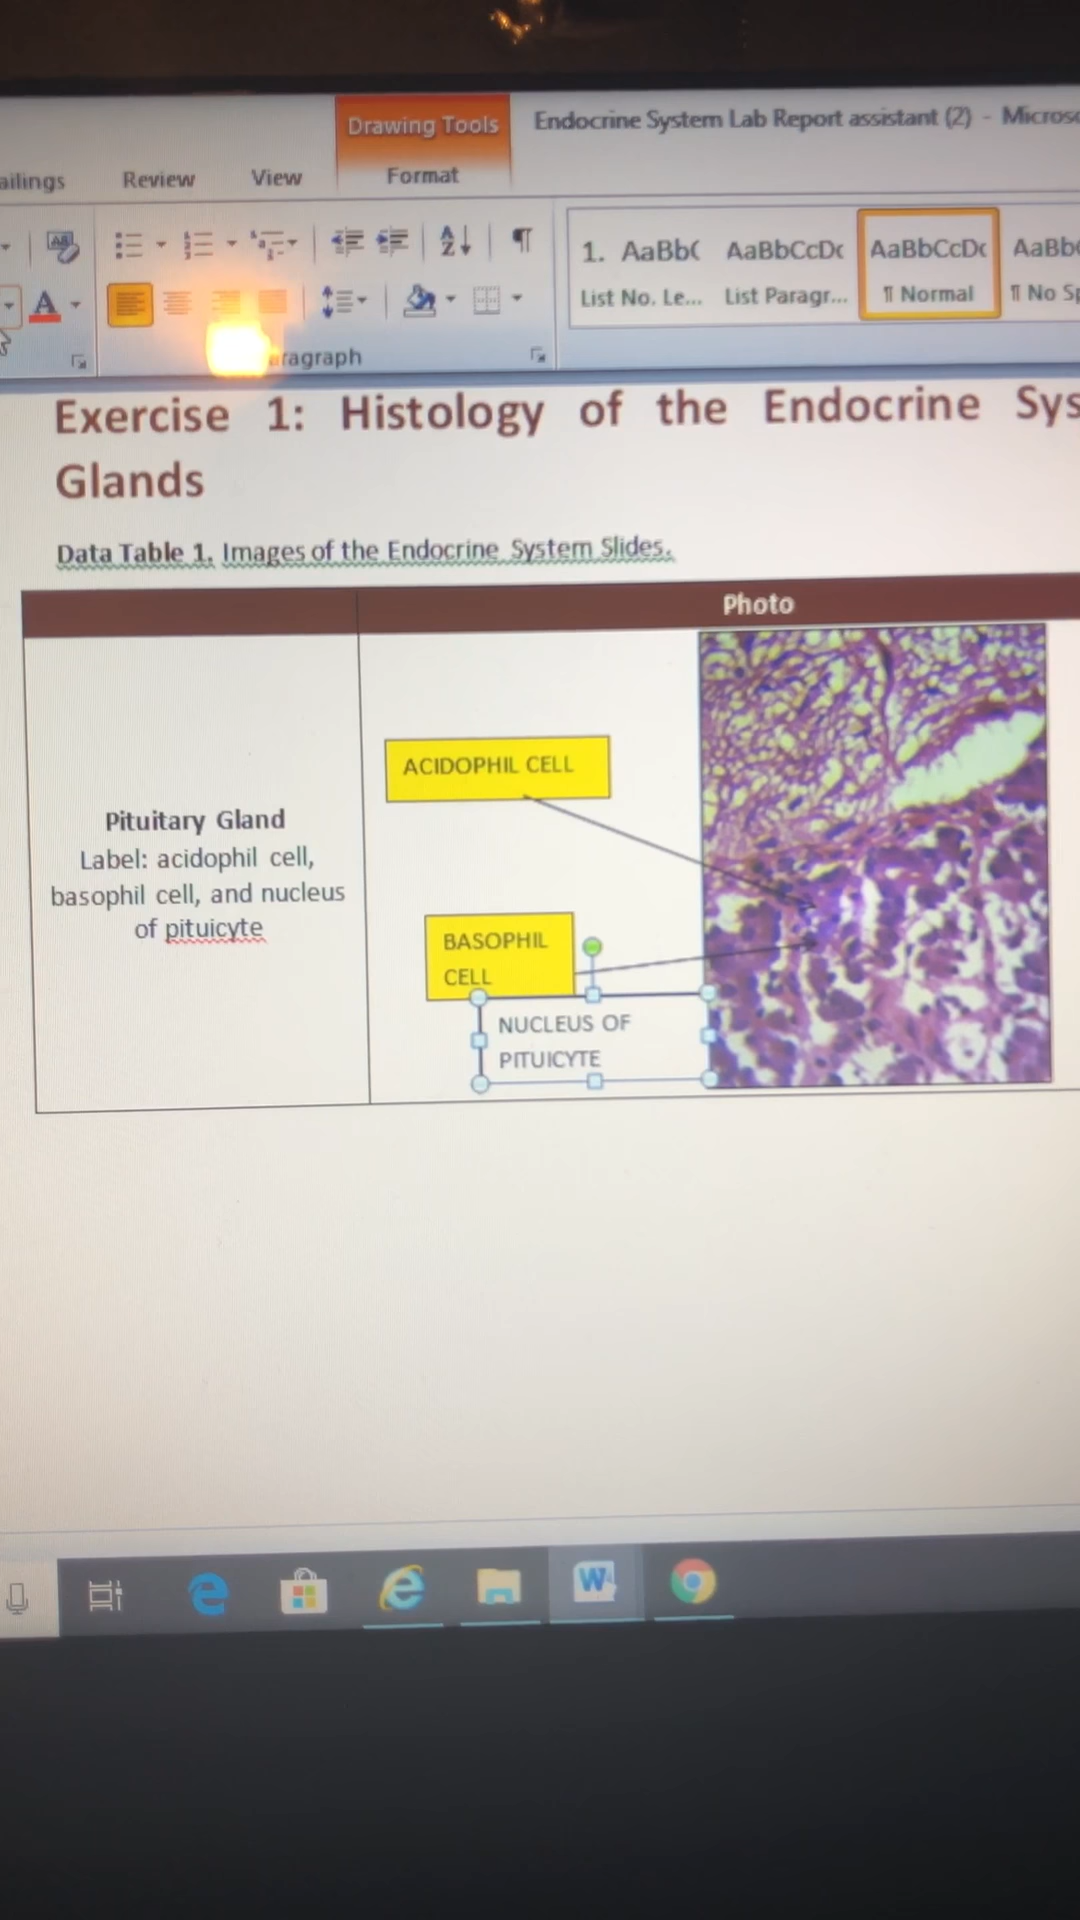 Drawing Tools
Endocrine System Lab Report assistant (2) - Micros
ailings
Review
View
Format
1. AaBb(
AaBbCcDc
AaBbCcDc
AaBb
List No. Le...
List Paragr...
¶ Normal
¶ No Sp
aragraph
Exercise 1: Histology of the Endocrine Sys
Glands
Data Table 1. Images of the Endocrine System Slides.
Photo
ACIDOPHIL CELL
Pituitary Gland
Label: acidophil cell,
basophil cell, and nucleus
of pituicyte
BASOPHIL
CELL
NUCLEUS OF
PITUICYTE